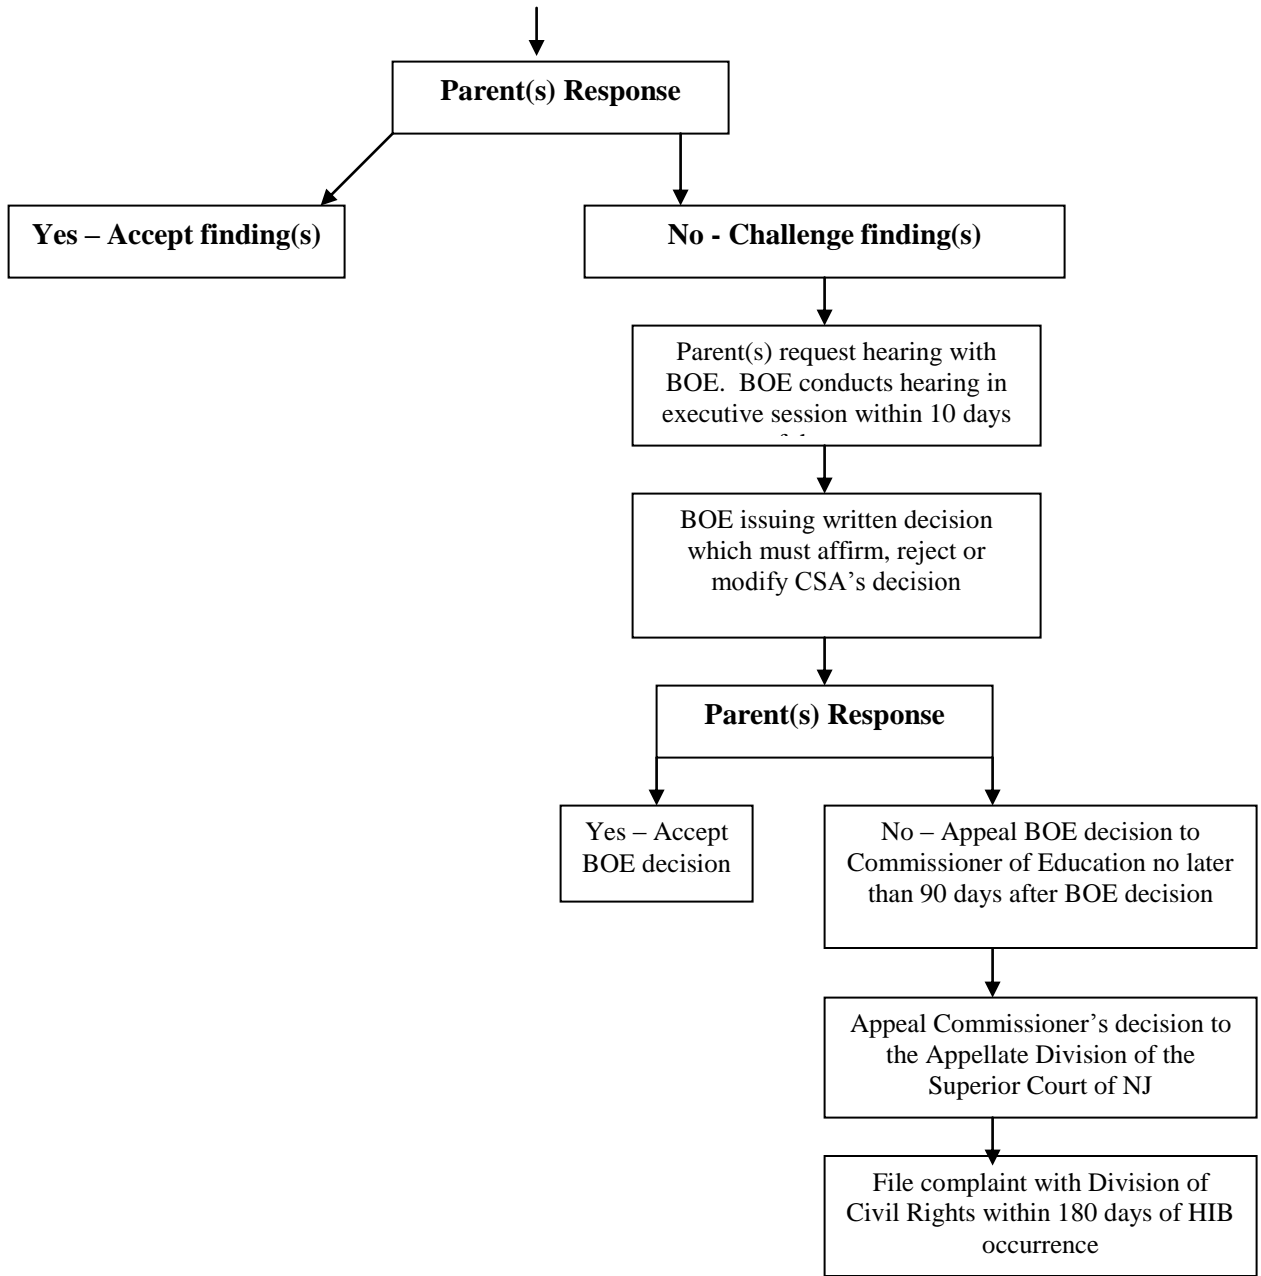 Parent(s) Response
Yes – Accept finding(s)
No - Challenge finding(s)
Parent(s) request hearing with
BOE.  BOE conducts hearing in
executive session within 10 days
BOE issuing written decision
which must affirm, reject or
modify CSA’s decision
Parent(s) Response
Yes – Accept
BOE decision
No – Appeal BOE decision to
Commissioner of Education no later
than 90 days after BOE decision
Appeal Commissioner’s decision to
the Appellate Division of the
Superior Court of NJ
File complaint with Division of
Civil Rights within 180 days of HIB
occurrence